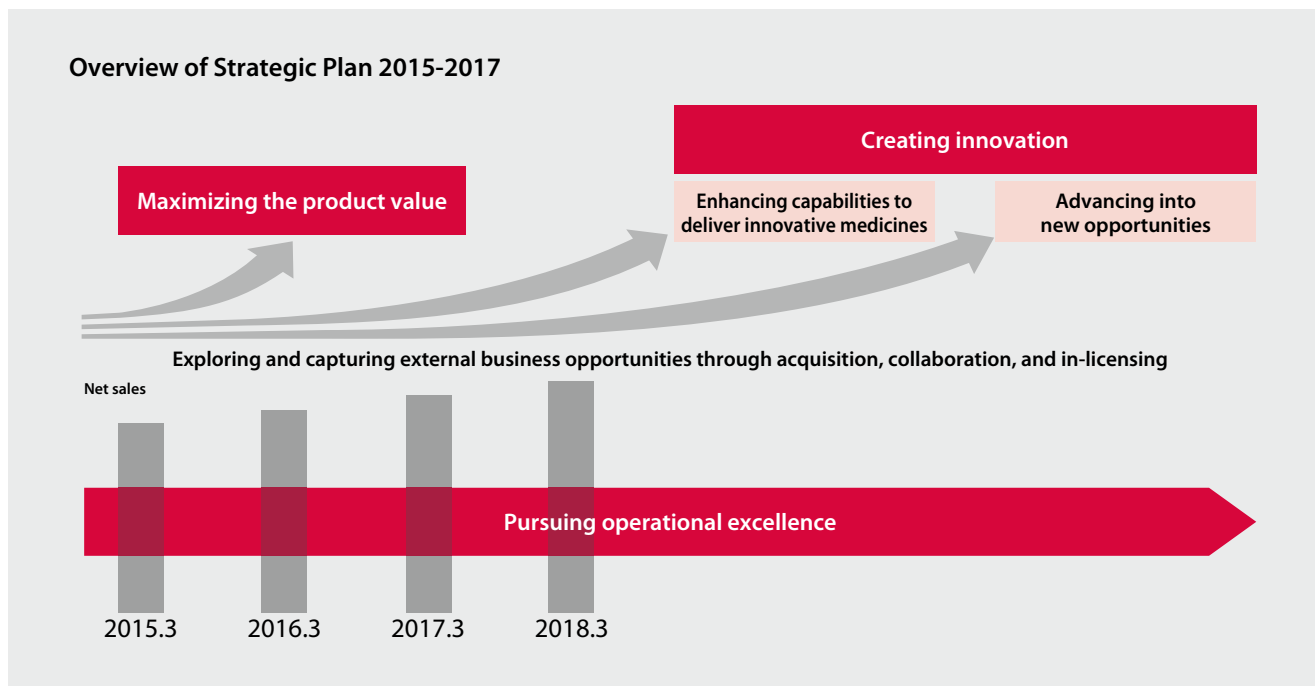 Overview of Strategic Plan 2015-2017
Creating innovation
Maximizing the product value
Enhancing capabilities to
deliver innovative medicines
Advancing into
new opportunities
Exploring and capturing external business opportunities through acquisition, collaboration, and in-licensing
Net sales
Pursuing operational excellence
2015.3
2016.3
2017.3
2018.3